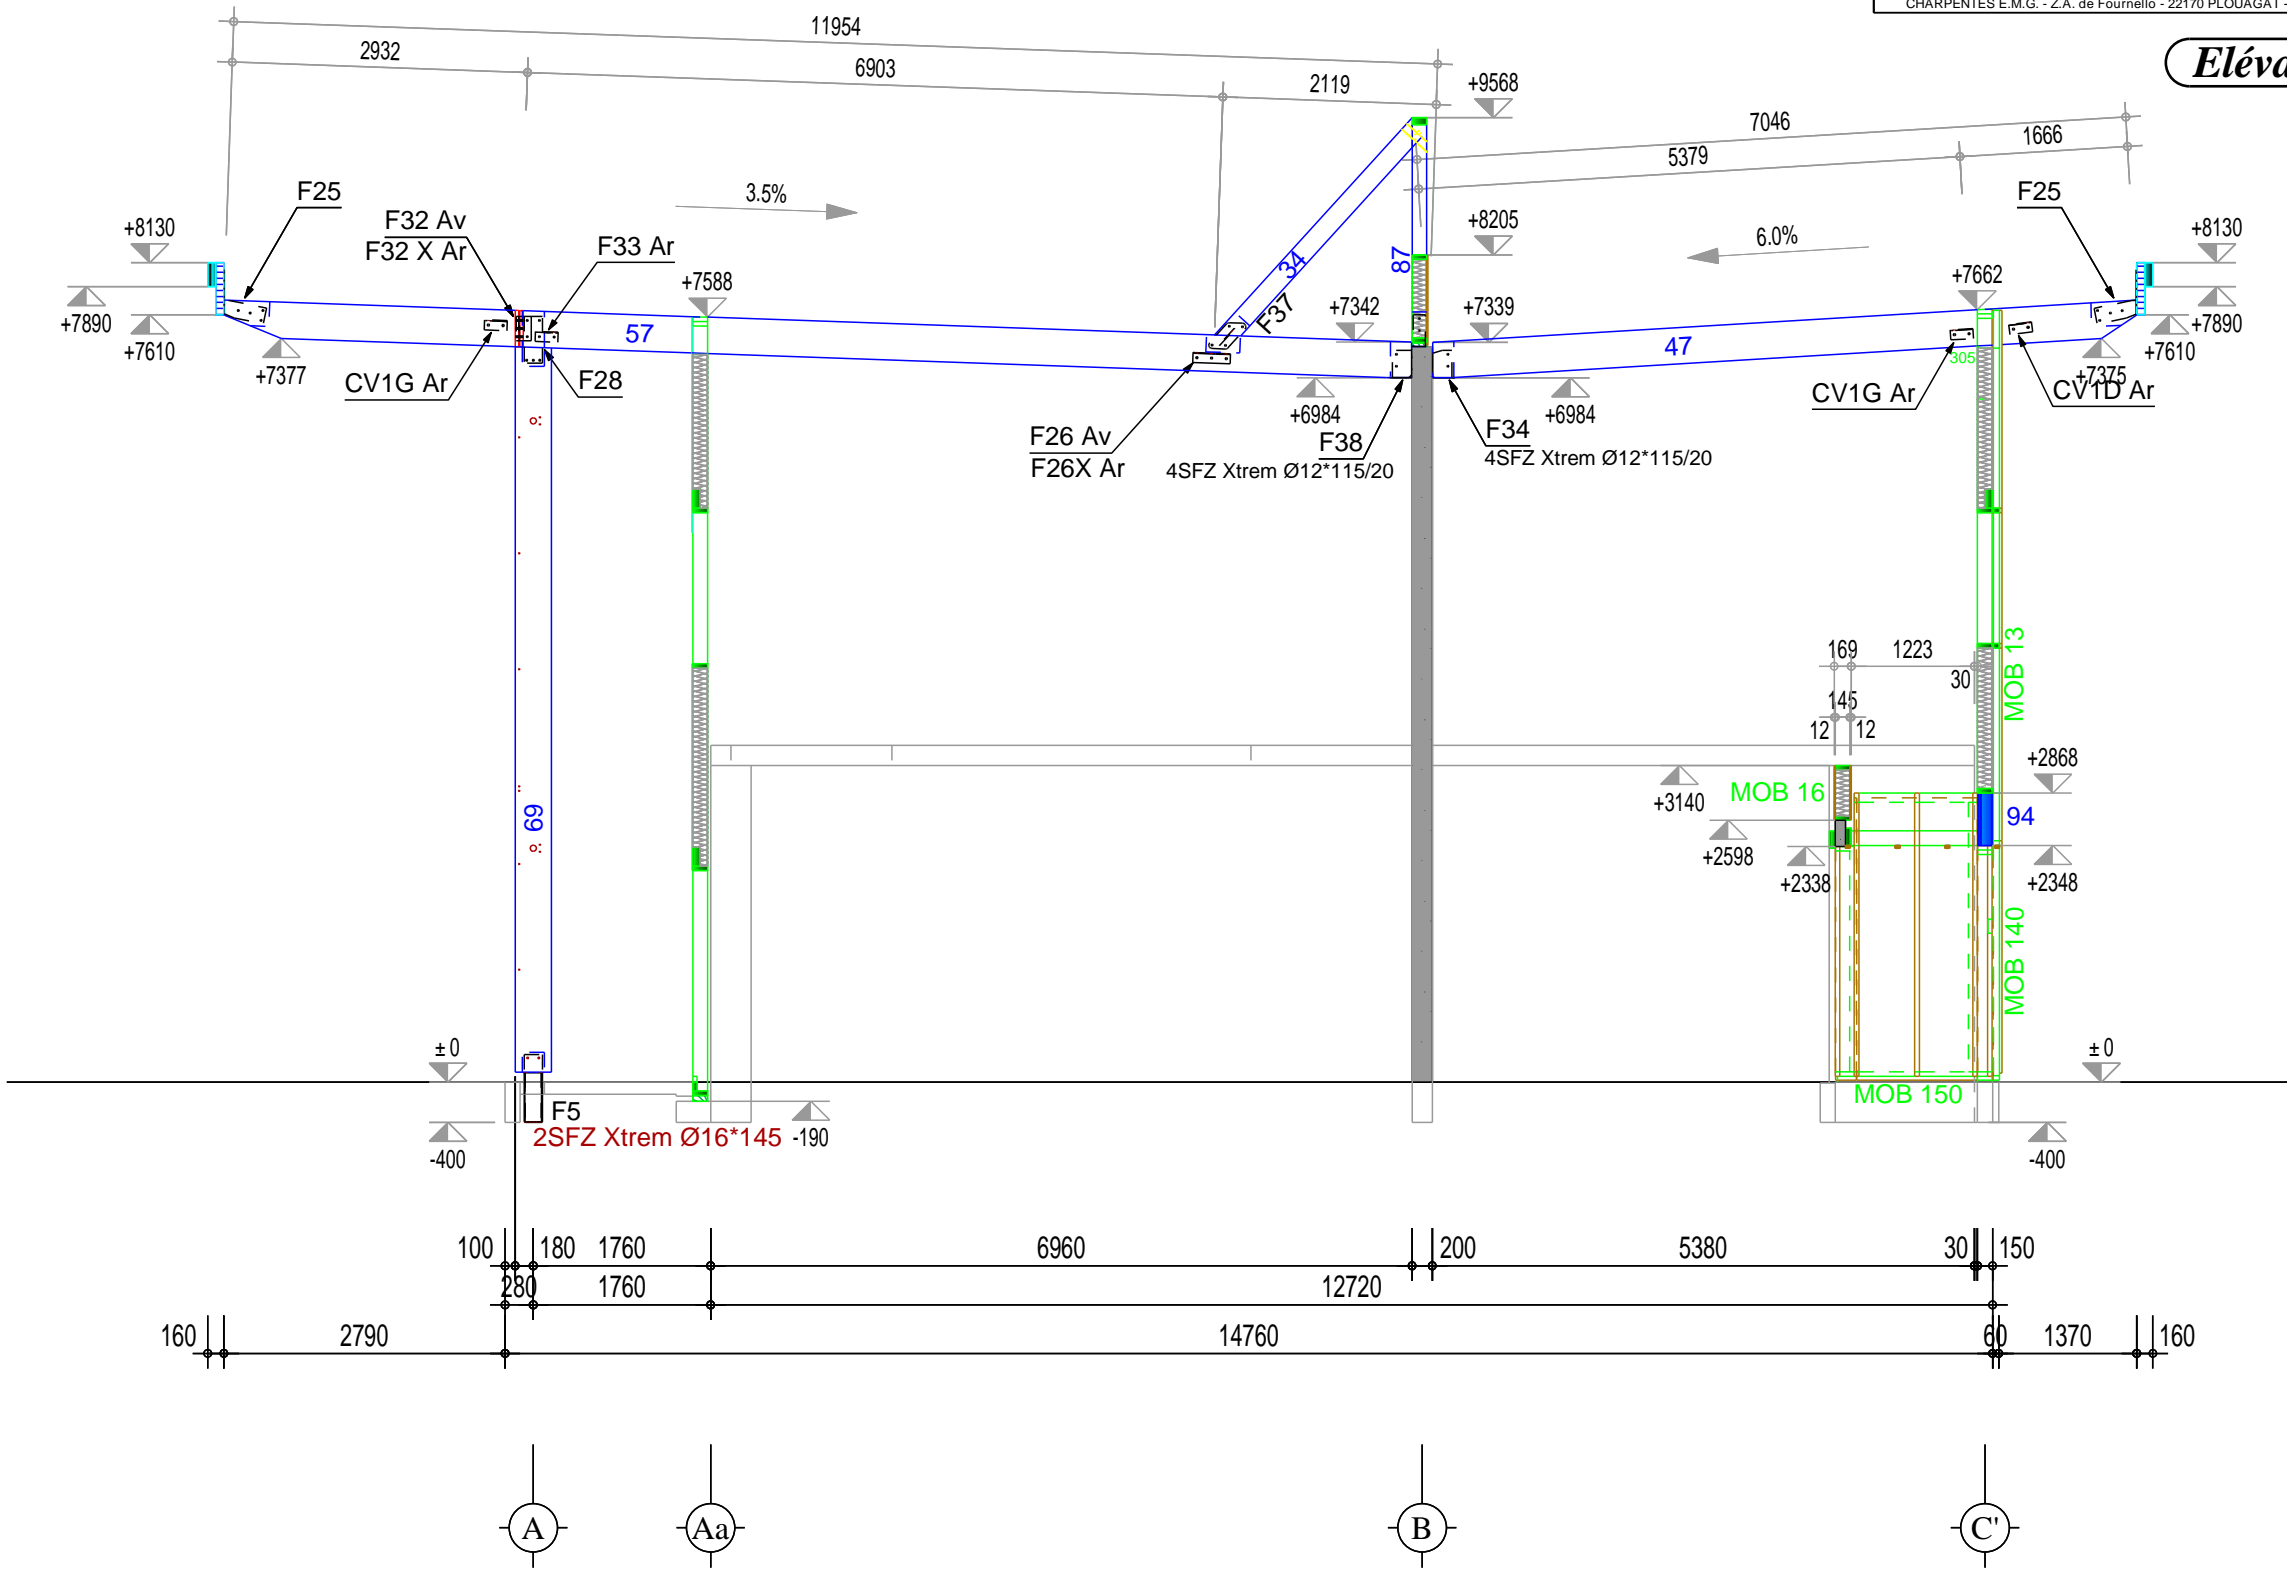 CHARPENTES E.M.G. - Z.A. de Fournello - 22170 PLOUAGAT -
11954
2932
6903
2119
+9568
7046
5379
1666
F25
3.5%
F32 Av
F32 X Ar
F33 Ar
+8130
+7890
+7610
+7377
+7588
57
CV1G Ar
F28
34
F37
87
+8205
+7342
+7339
6.0%
F25
+8130
+7662
+7890
+7610
+7375
47
305
CV1G Ar
CV1D Ar
+6984
+6984
F26 Av
F26X Ar
F38
4SFZ Xtrem Ø12*115/20
F34
4SFZ Xtrem Ø12*115/20
169
1223
30
145
12
12
MOB 13
+2868
MOB 16
+3140
94
+2598
+2338
+2348
69
MOB 140
± 0
± 0
MOB 150
F5
2SFZ Xtrem Ø16*145
-190
-400
-400
100
180
1760
6960
200
5380
30
150
280
1760
12720
160
2790
14760
60
1370
160
A
Aa
B
C'